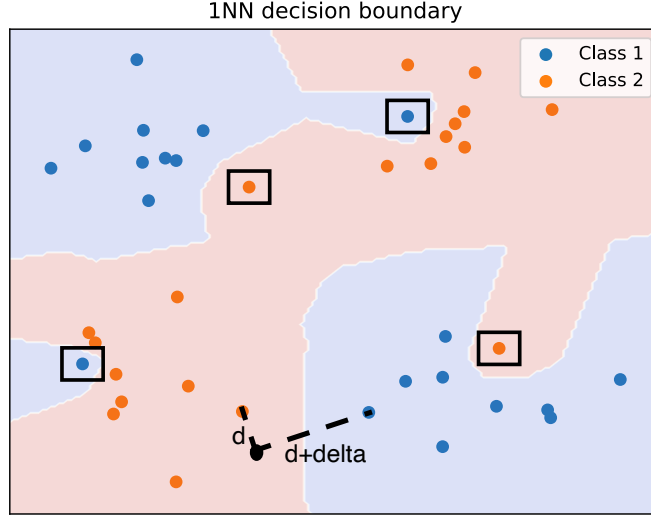 1NN decision boundary
Class 1
Class 2
d
d+delta